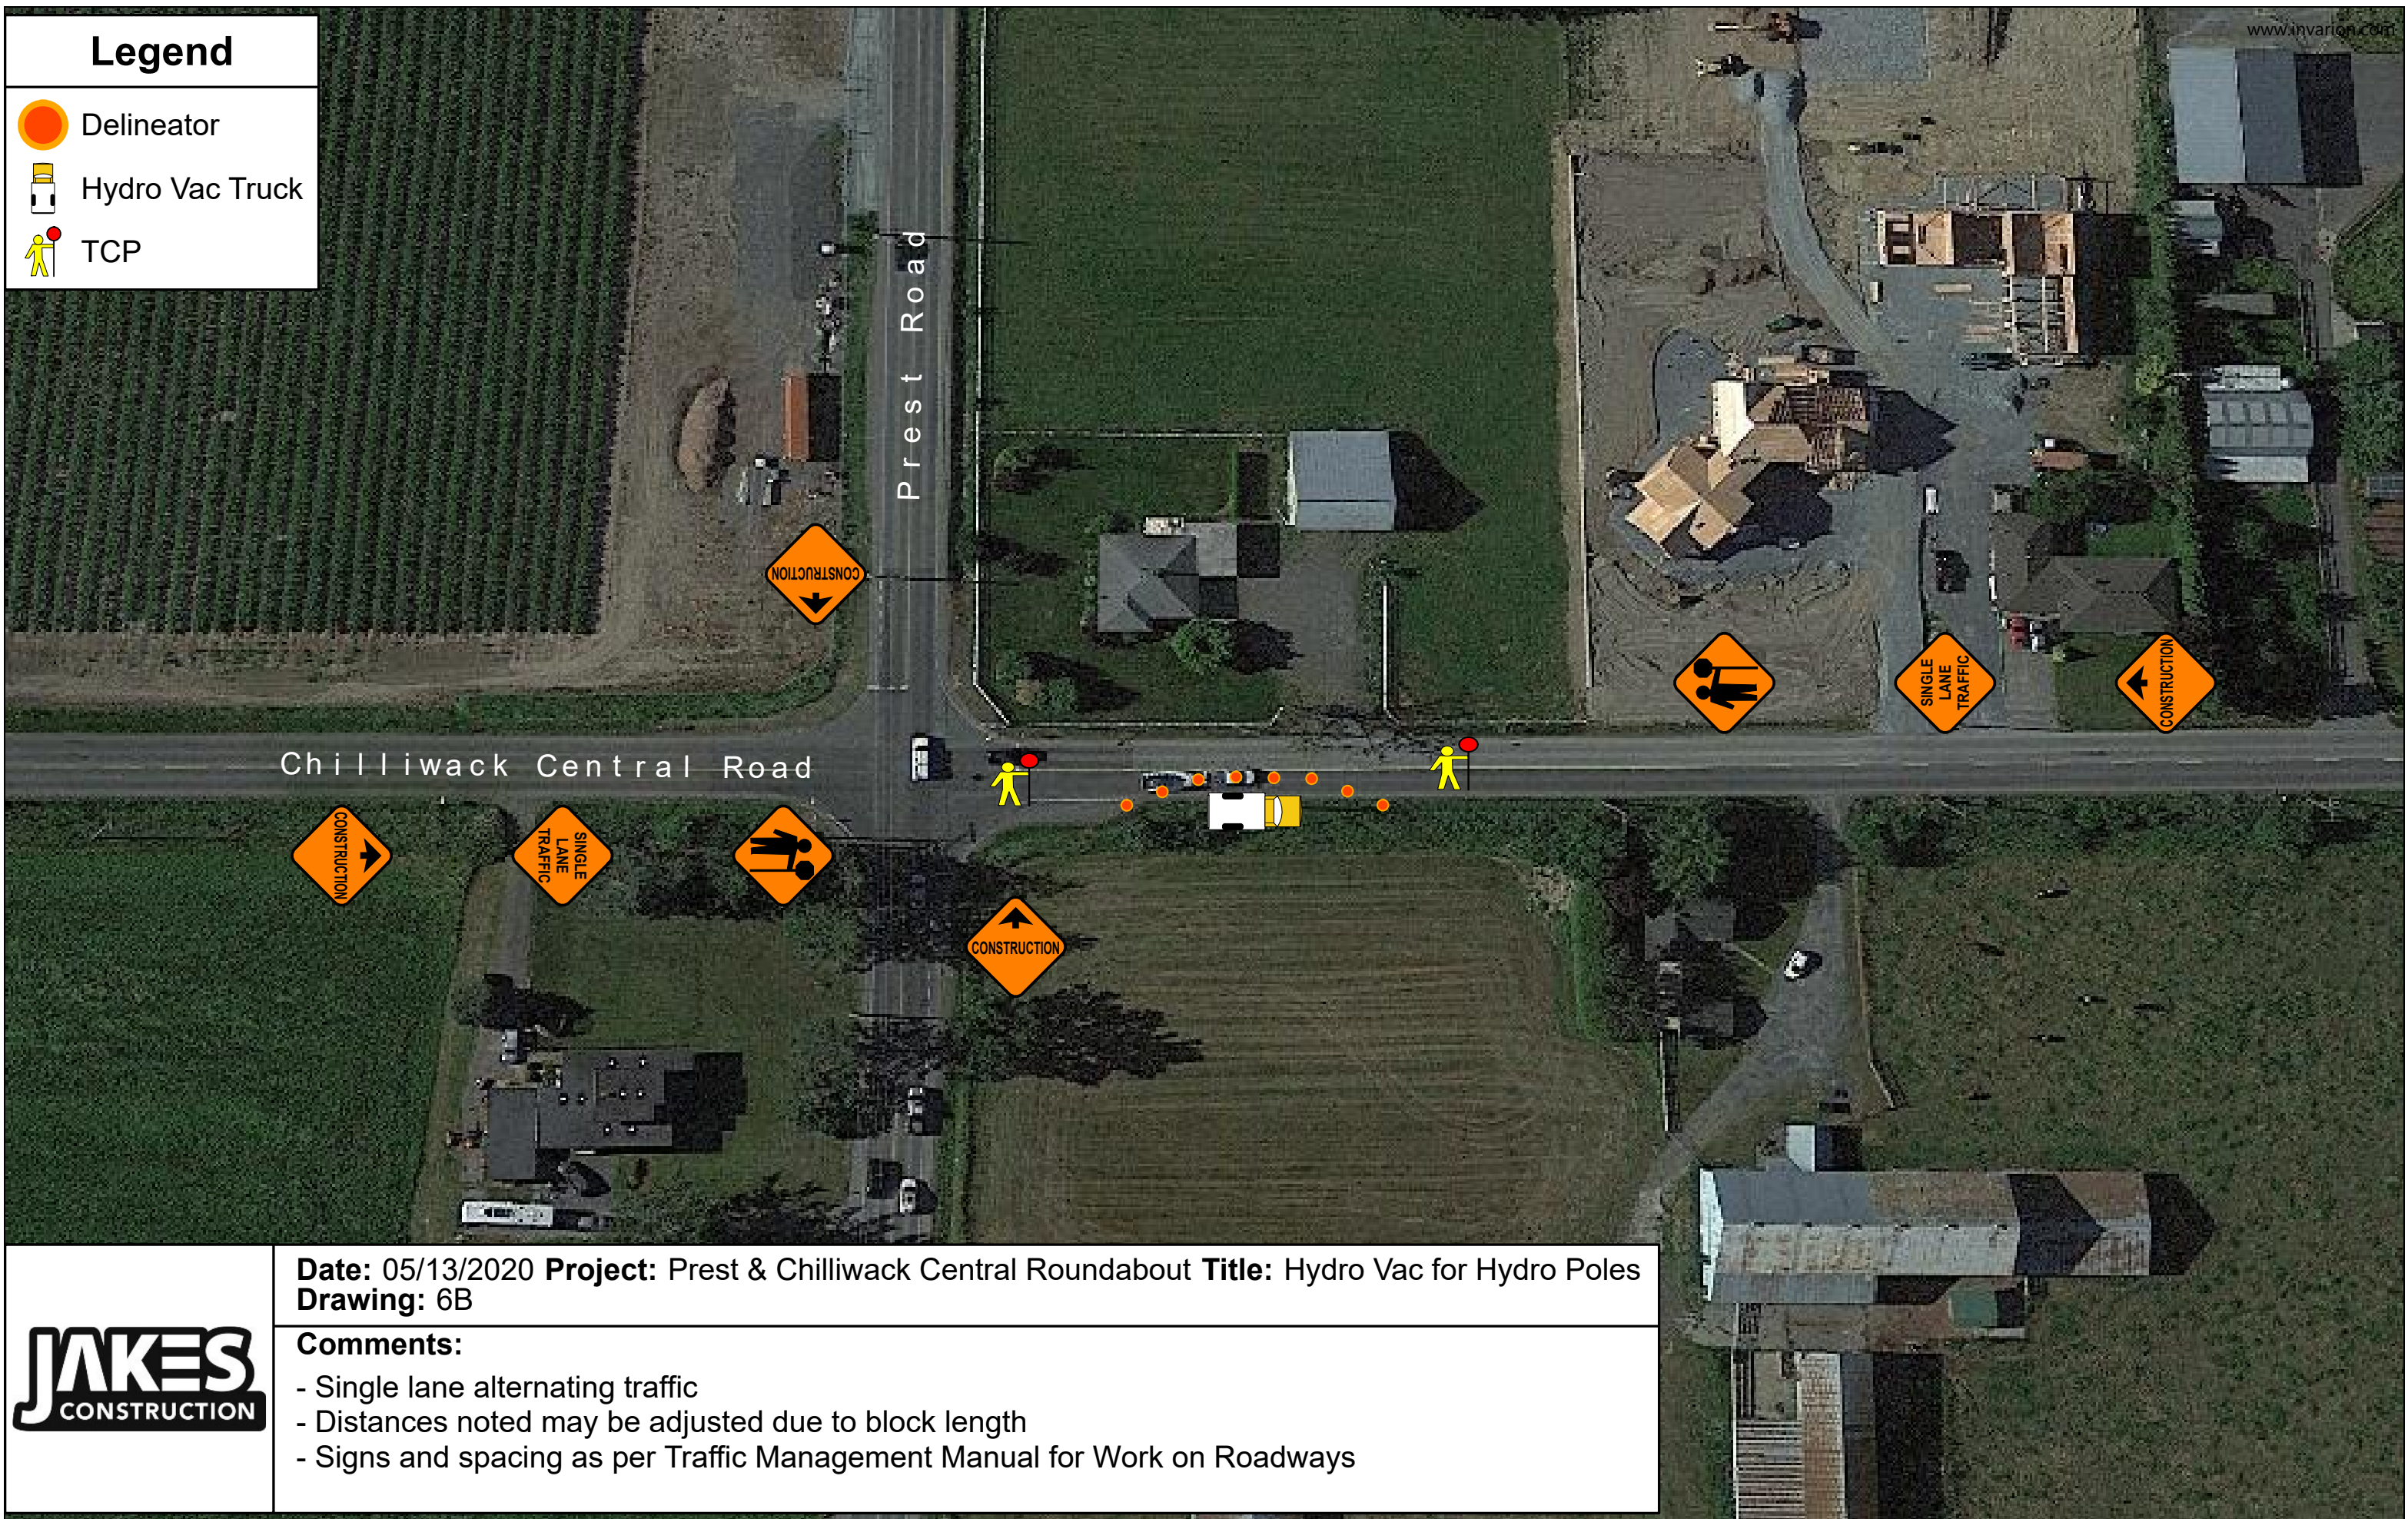 www.invarion.com
Legend
Delineator
Hydro Vac Truck
TCP
Prest Road
CONSTRUCTION
SINGLE
LANE
TRAFFIC
CONSTRUCTION
Chilliwack Central Road
CONSTRUCTION
SINGLE
LANE
TRAFFIC
CONSTRUCTION
Date: 05/13/2020 Project: Prest & Chilliwack Central Roundabout Title: Hydro Vac for Hydro Poles
Drawing: 6B
JAKES
CONSTRUCTION
Comments:
- Single lane alternating traffic
- Distances noted may be adjusted due to block length
- Signs and spacing as per Traffic Management Manual for Work on Roadways